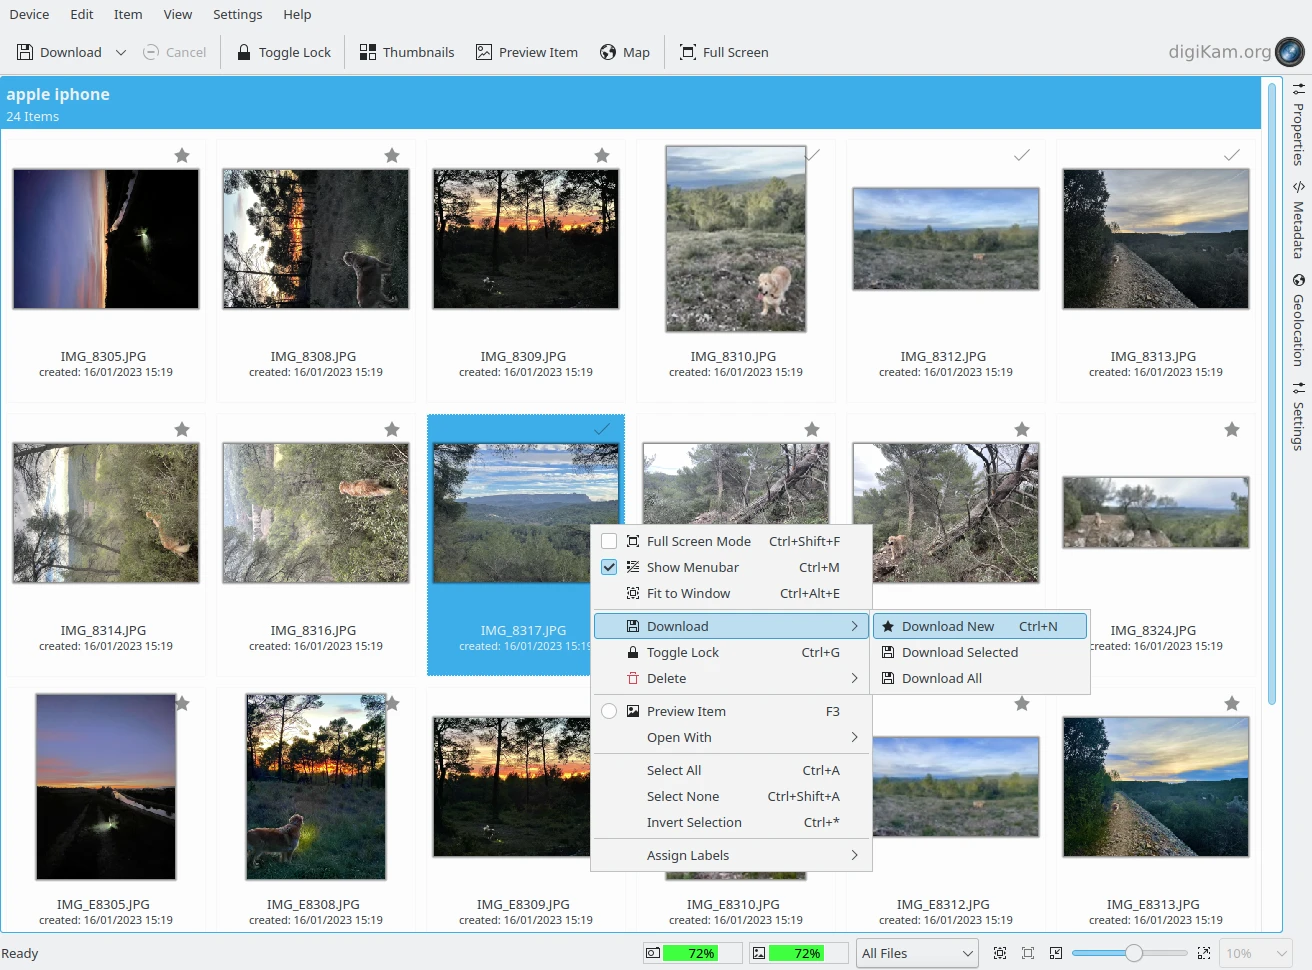 Device Edit Item View Settings Help
Download Cancel Toggle Lock Thumbnails Preview Item Map Full Screen digiKam.org
apple iphone
24 Items
IMG_8305.JPG IMG_8308.JPG IMG_8309.JPG IMG_8310.JPG IMG_8312.JPG IMG_8313.JPG
created: 16/01/2023 15:19 created: 16/01/2023 15:19 created: 16/01/2023 15:19 created: 16/01/2023 15:19 created: 16/01/2023 15:19 created: 16/01/2023 15:19
IMG_8314.JPG IMG_8316.JPG IMG_8317.JPG IMG_8324.JPG
created: 16/01/2023 15:19 created: 16/01/2023 15:19 created: 16/01/2023 15:19 created: 16/01/2023 15:19
Full Screen Mode Ctrl+Shift+F
Show Menubar Ctrl+M
Fit to Window Ctrl+Alt+E
Download
Toggle Lock Ctrl+G
Delete
Preview Item F3
Open With
Select All Ctrl+A
Select None Ctrl+Shift+A
Invert Selection Ctrl+*
Assign Labels
Download New Ctrl+N
Download Selected
Download All
IMG_E8305.JPG IMG_E8308.JPG IMG_E8309.JPG IMG_E8310.JPG IMG_E8312.JPG IMG_E8313.JPG
created: 16/01/2023 15:19 created: 16/01/2023 15:19 created: 16/01/2023 15:19 created: 16/01/2023 15:19 created: 16/01/2023 15:19 created: 16/01/2023 15:19
Properties
Metadata
Geolocation
Settings
Ready 72% 72% All Files 10%